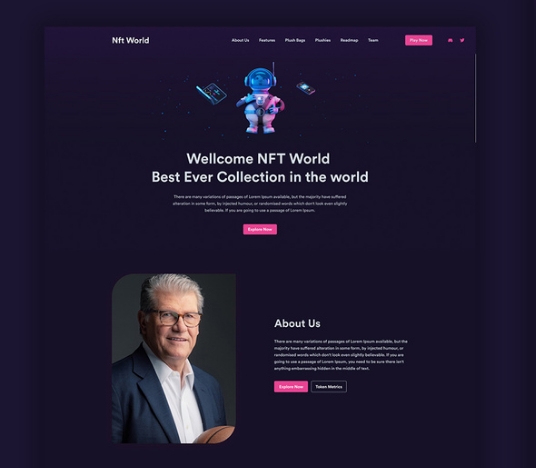 Nft World
About Us Features Plush Bags Plushies Roadmap Team Play Now
Wellcome NFT World
Best Ever Collection in the world
There are many variations of passages of Lorem Ipsum available, but the majority have suffered
alteration in some form, by injected humour, or randomised words which don't look even slightly
believable. If you are going to use a passage of Lorem Ipsum.
Explore Now
About Us
There are many variations of passages of Lorem Ipsum available, but the
majority have suffered alteration in some form, by injected humour, or
randomised words which don't look even slightly believable. If you are
going to use a passage of Lorem Ipsum, you need to be sure there isn't
anything embarrassing hidden in the middle of text.
Explore Now Token Metrics